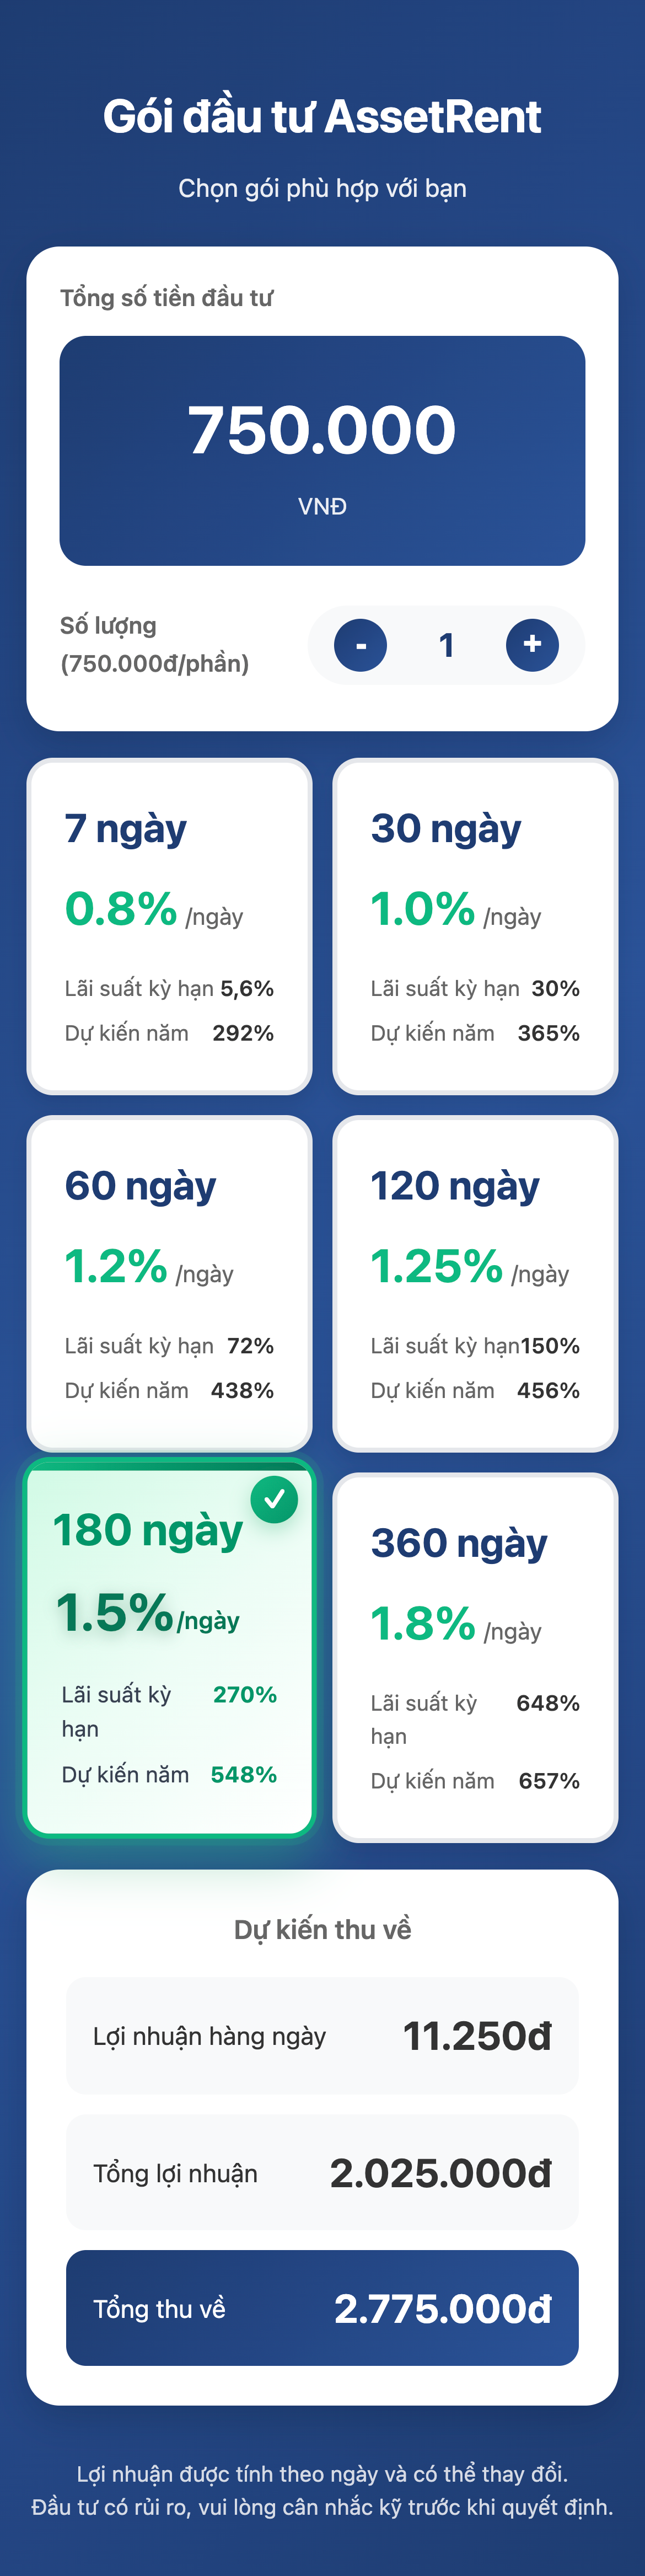 Gói đầu tư AssetRent
Chọn gói phù hợp với bạn
Tổng số tiền đầu tư
750.000
VNĐ
Số lượng
(750.000đ/phần)
- 1 +
7 ngày
0.8% /ngày
Lãi suất kỳ hạn 5,6%
Dự kiến năm 292%
30 ngày
1.0% /ngày
Lãi suất kỳ hạn 30%
Dự kiến năm 365%
60 ngày
1.2% /ngày
Lãi suất kỳ hạn 72%
Dự kiến năm 438%
120 ngày
1.25% /ngày
Lãi suất kỳ hạn 150%
Dự kiến năm 456%
180 ngày
1.5% /ngày
Lãi suất kỳ 270%
hạn
Dự kiến năm 548%
360 ngày
1.8% /ngày
Lãi suất kỳ 648%
hạn
Dự kiến năm 657%
Dự kiến thu về
Lợi nhuận hàng ngày 11.250đ
Tổng lợi nhuận 2.025.000đ
Tổng thu về 2.775.000đ
Lợi nhuận được tính theo ngày và có thể thay đổi.
Đầu tư có rủi ro, vui lòng cân nhắc kỹ trước khi quyết định.